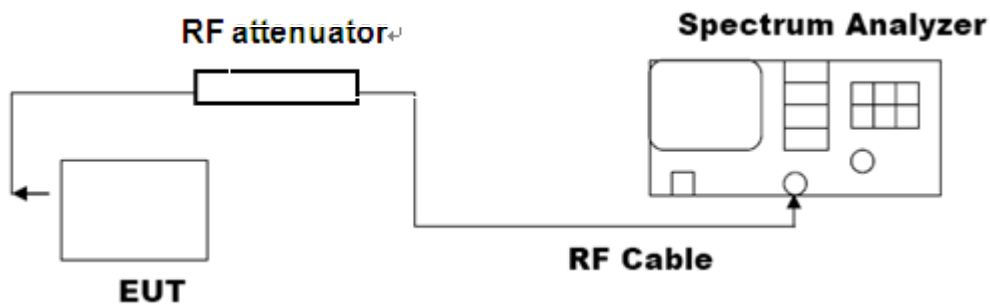 RF attenuator↵
Spectrum Analyzer
RF Cable
EUT